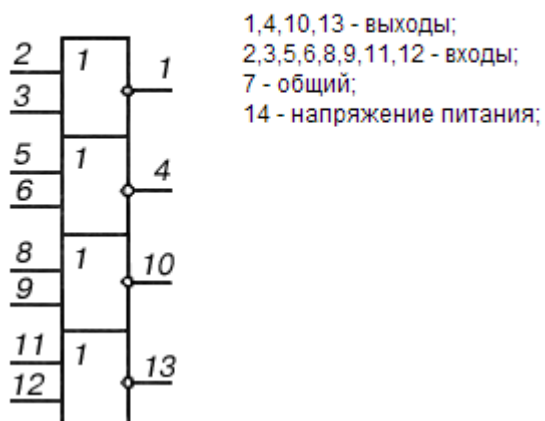 1,4,10,13 - выходы;
2,3,5,6,8,9,11,12 - входы;
7 - общий;
14 - напряжение питания;
2 1 1
3
5 1 4
6
8 1 10
9
11 1 13
12